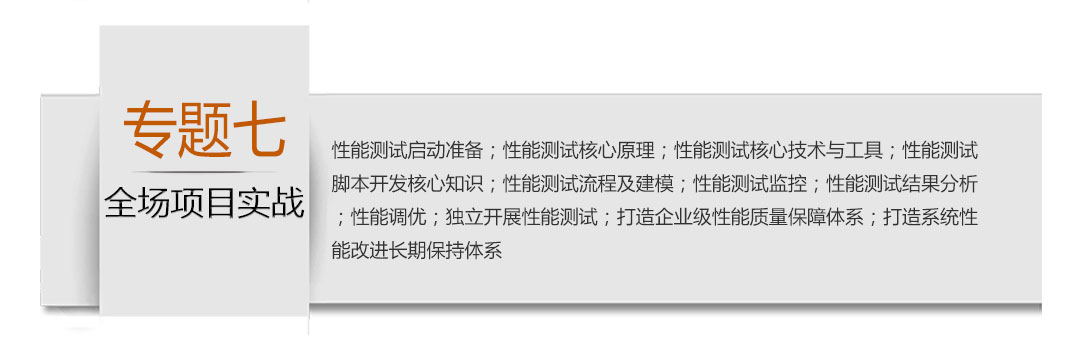 专题七
全场项目实战
性能测试启动准备；性能测试核心原理；性能测试核心技术与工具；性能测试
脚本开发核心知识；性能测试流程及建模；性能测试监控；性能测试结果分析
；性能调优；独立开展性能测试；打造企业级性能质量保障体系；打造系统性
能改进长期保持体系